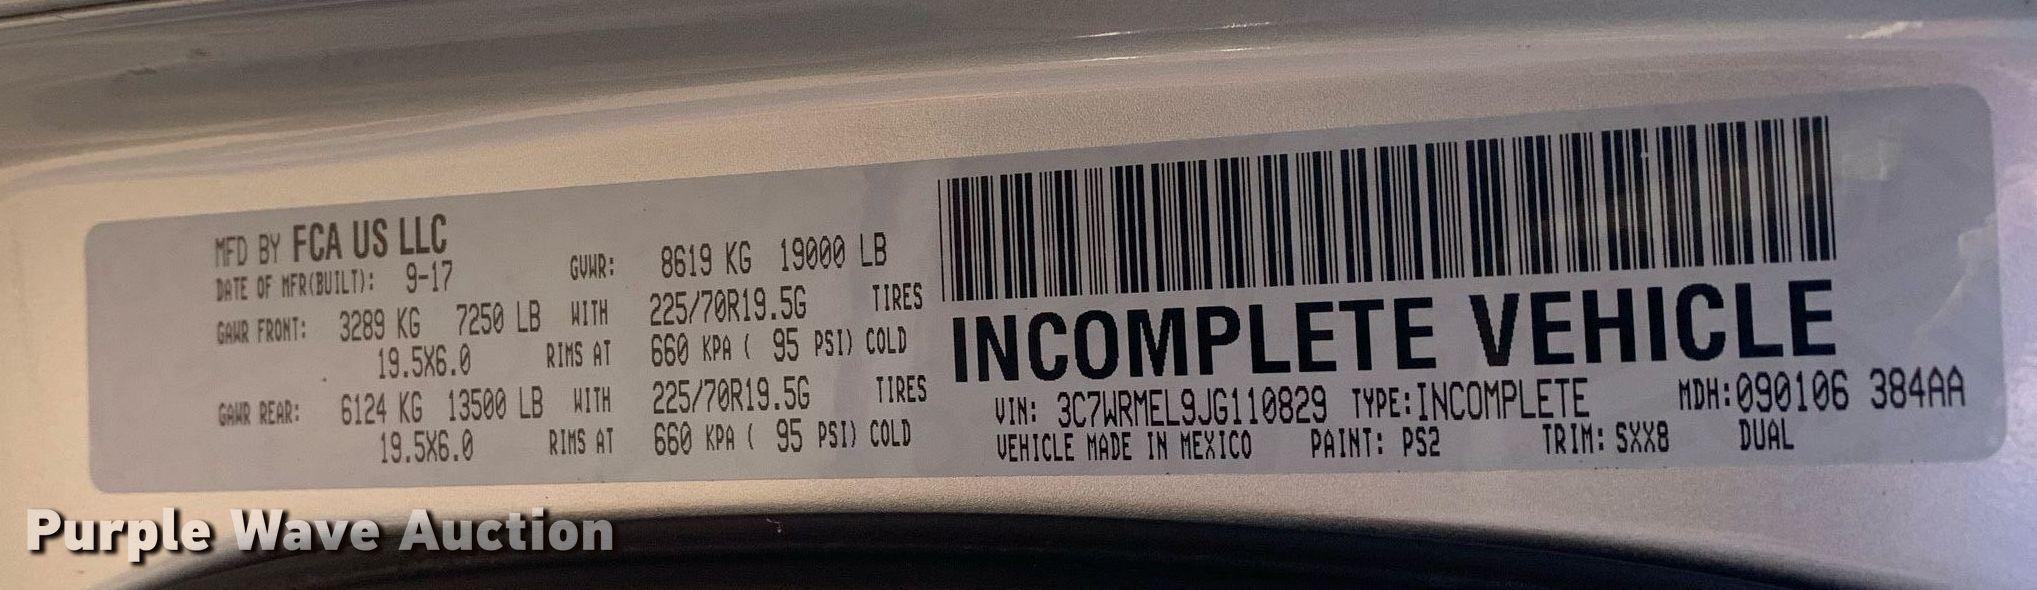 MFD BY FCA US LLC
DATE OF MFR(BUILT): 9-17 GVWR: 8619 KG 19000 LB
GAWR FRONT: 3289 KG 7250 LB WITH 225/70R19.5G TIRES
19.5X6.0 RIMS AT 660 KPA ( 95 PSI) COLD
GAWR REAR: 6124 KG 13500 LB WITH 225/70R19.5G TIRES
19.5X6.0 RIMS AT 660 KPA ( 95 PSI) COLD
INCOMPLETE VEHICLE
VIN: 3C7WRMEL9JG110829 TYPE:INCOMPLETE MDH:090106 384AA
VEHICLE MADE IN MEXICO PAINT: PS2 TRIM: SXX8 DUAL
Purple Wave Auction